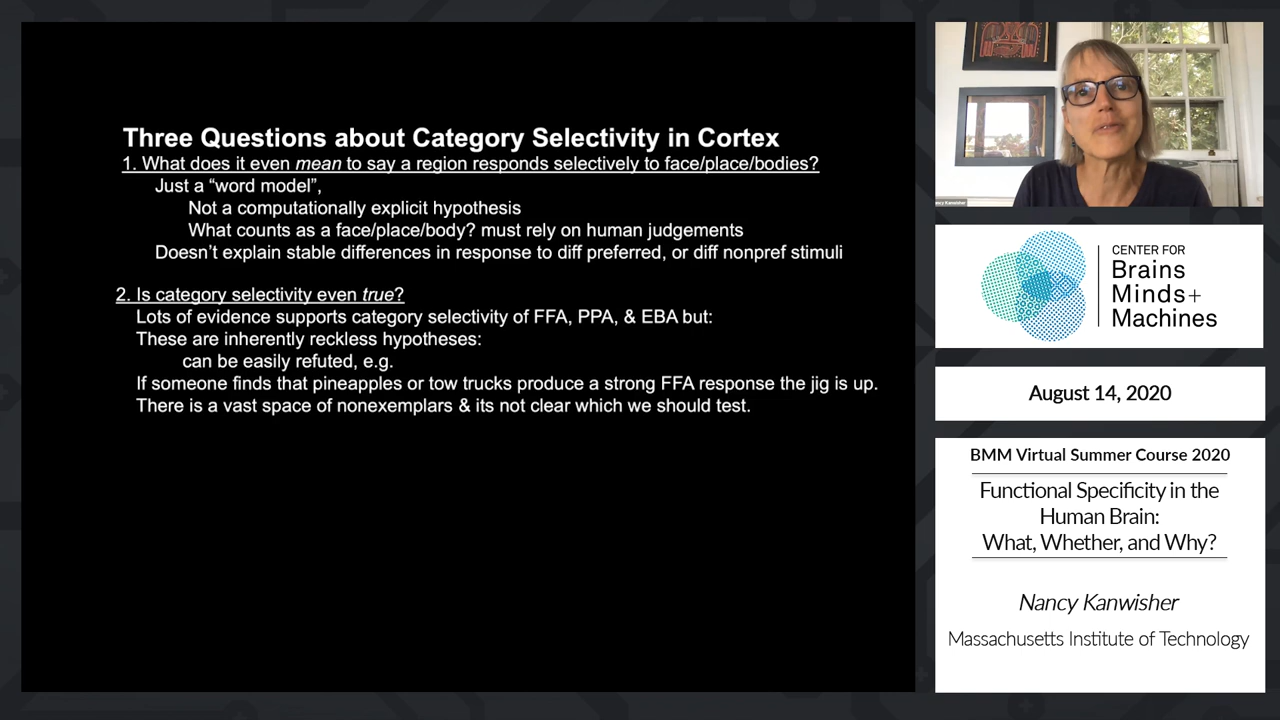 Three Questions about Category Selectivity in Cortex
1. What does it even mean to say a region responds selectively to face/place/bodies?
Just a “word model”,
Not a computationally explicit hypothesis
What counts as a face/place/body? must rely on human judgements
Doesn’t explain stable differences in response to diff preferred, or diff nonpref stimuli
2. Is category selectivity even true?
Lots of evidence supports category selectivity of FFA, PPA, & EBA but:
These are inherently reckless hypotheses:
can be easily refuted, e.g.
If someone finds that pineapples or tow trucks produce a strong FFA response the jig is up.
There is a vast space of nonexemplars & its not clear which we should test.
Kanwisher
CENTER FOR
Brains
Minds+
Machines
August 14, 2020
BMM Virtual Summer Course 2020
Functional Specificity in the
Human Brain:
What, Whether, and Why?
Nancy Kanwisher
Massachusetts Institute of Technology